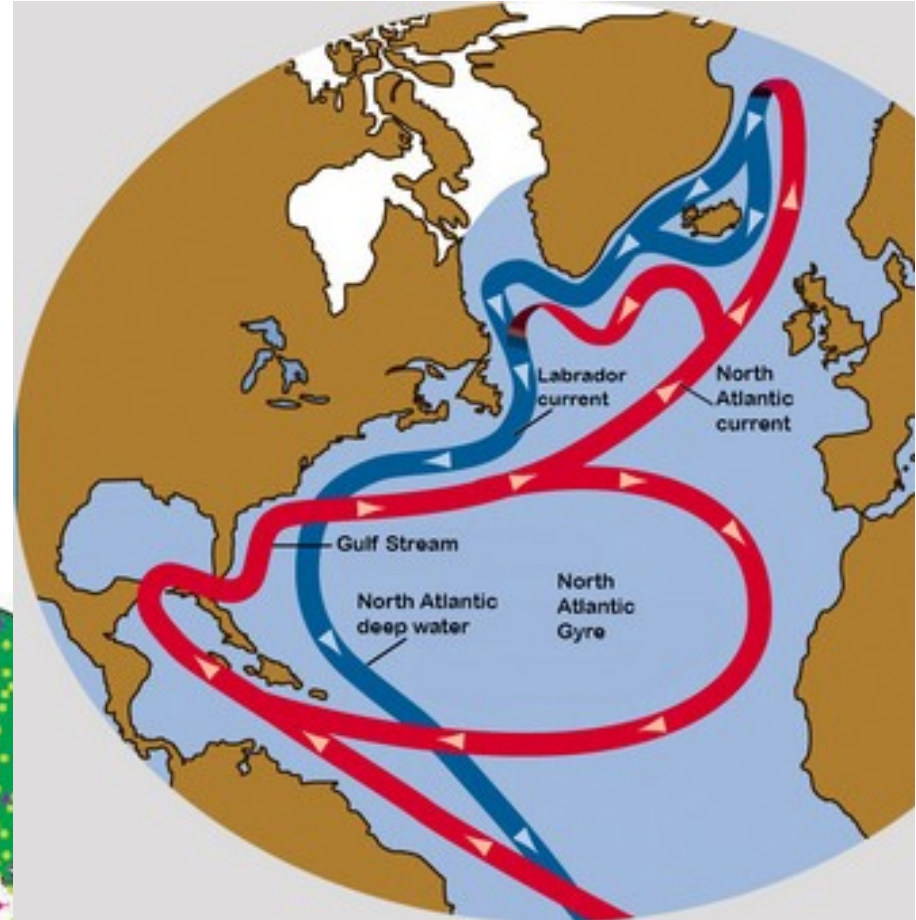 Labrador
current
North
Atlantic
current
Gulf Stream
North Atlantic
deep water
North
Atlantic
Gyre